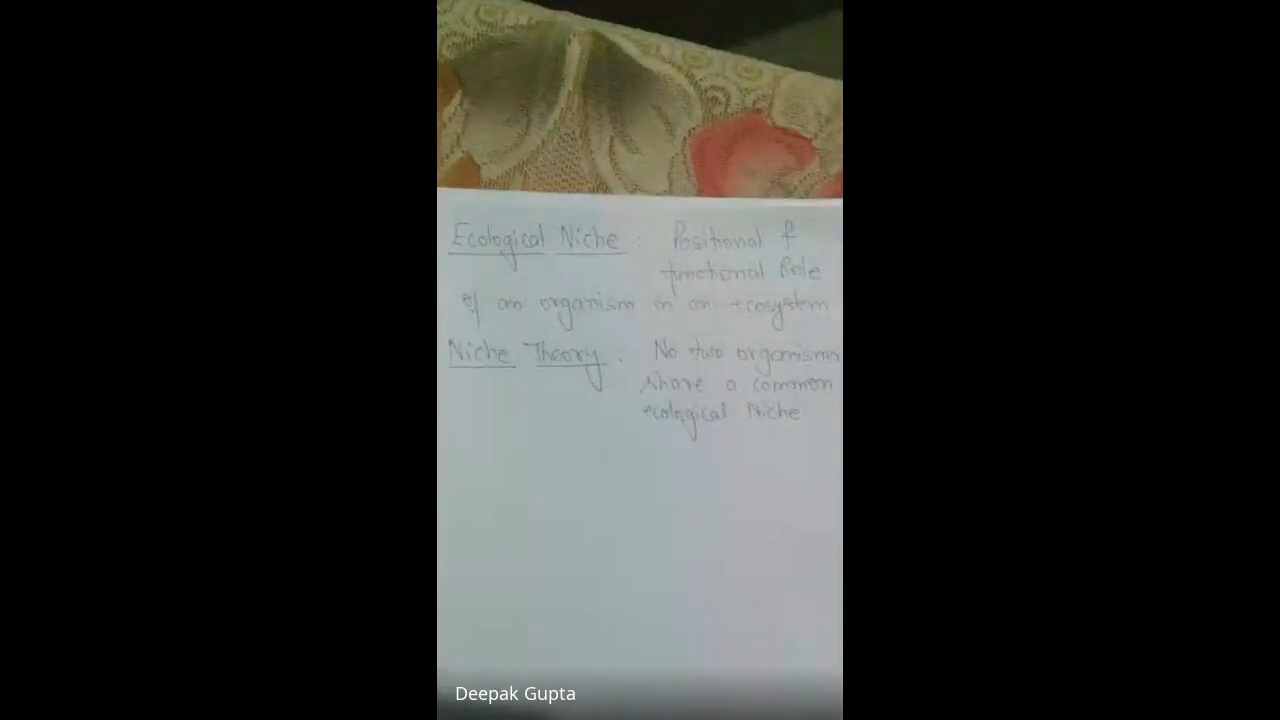 Ecological Niche : Positional &
functional Role
of an organism in an ecosystem
Niche Theory : No two organisms
share a common
ecological Niche
Deepak Gupta